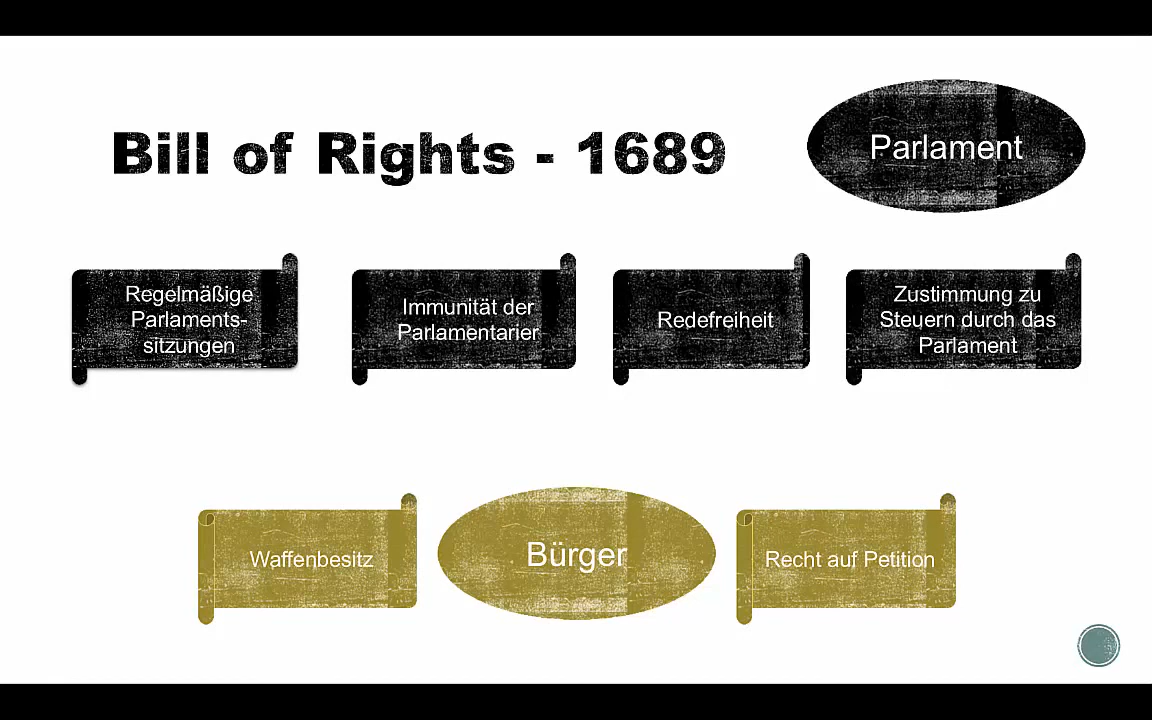 Bill of Rights - 1689
Parlament
Regelmäßige
Parlaments-
sitzungen
Immunität der
Parlamentarier
Redefreiheit
Zustimmung zu
Steuern durch das
Parlament
Waffenbesitz
Bürger
Recht auf Petition